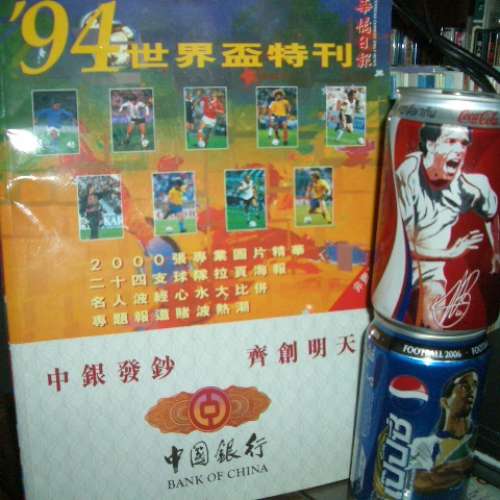 '94世界盃特刊
華僑日報
2000張專業圖片精華
二十四支球隊拉頁海報
名人波經心水大比併
專題報道賭波熱潮
中銀發鈔 齊創明天
中國銀行
BANK OF CHINA
Coca-Cola
FOOTBALL 2006